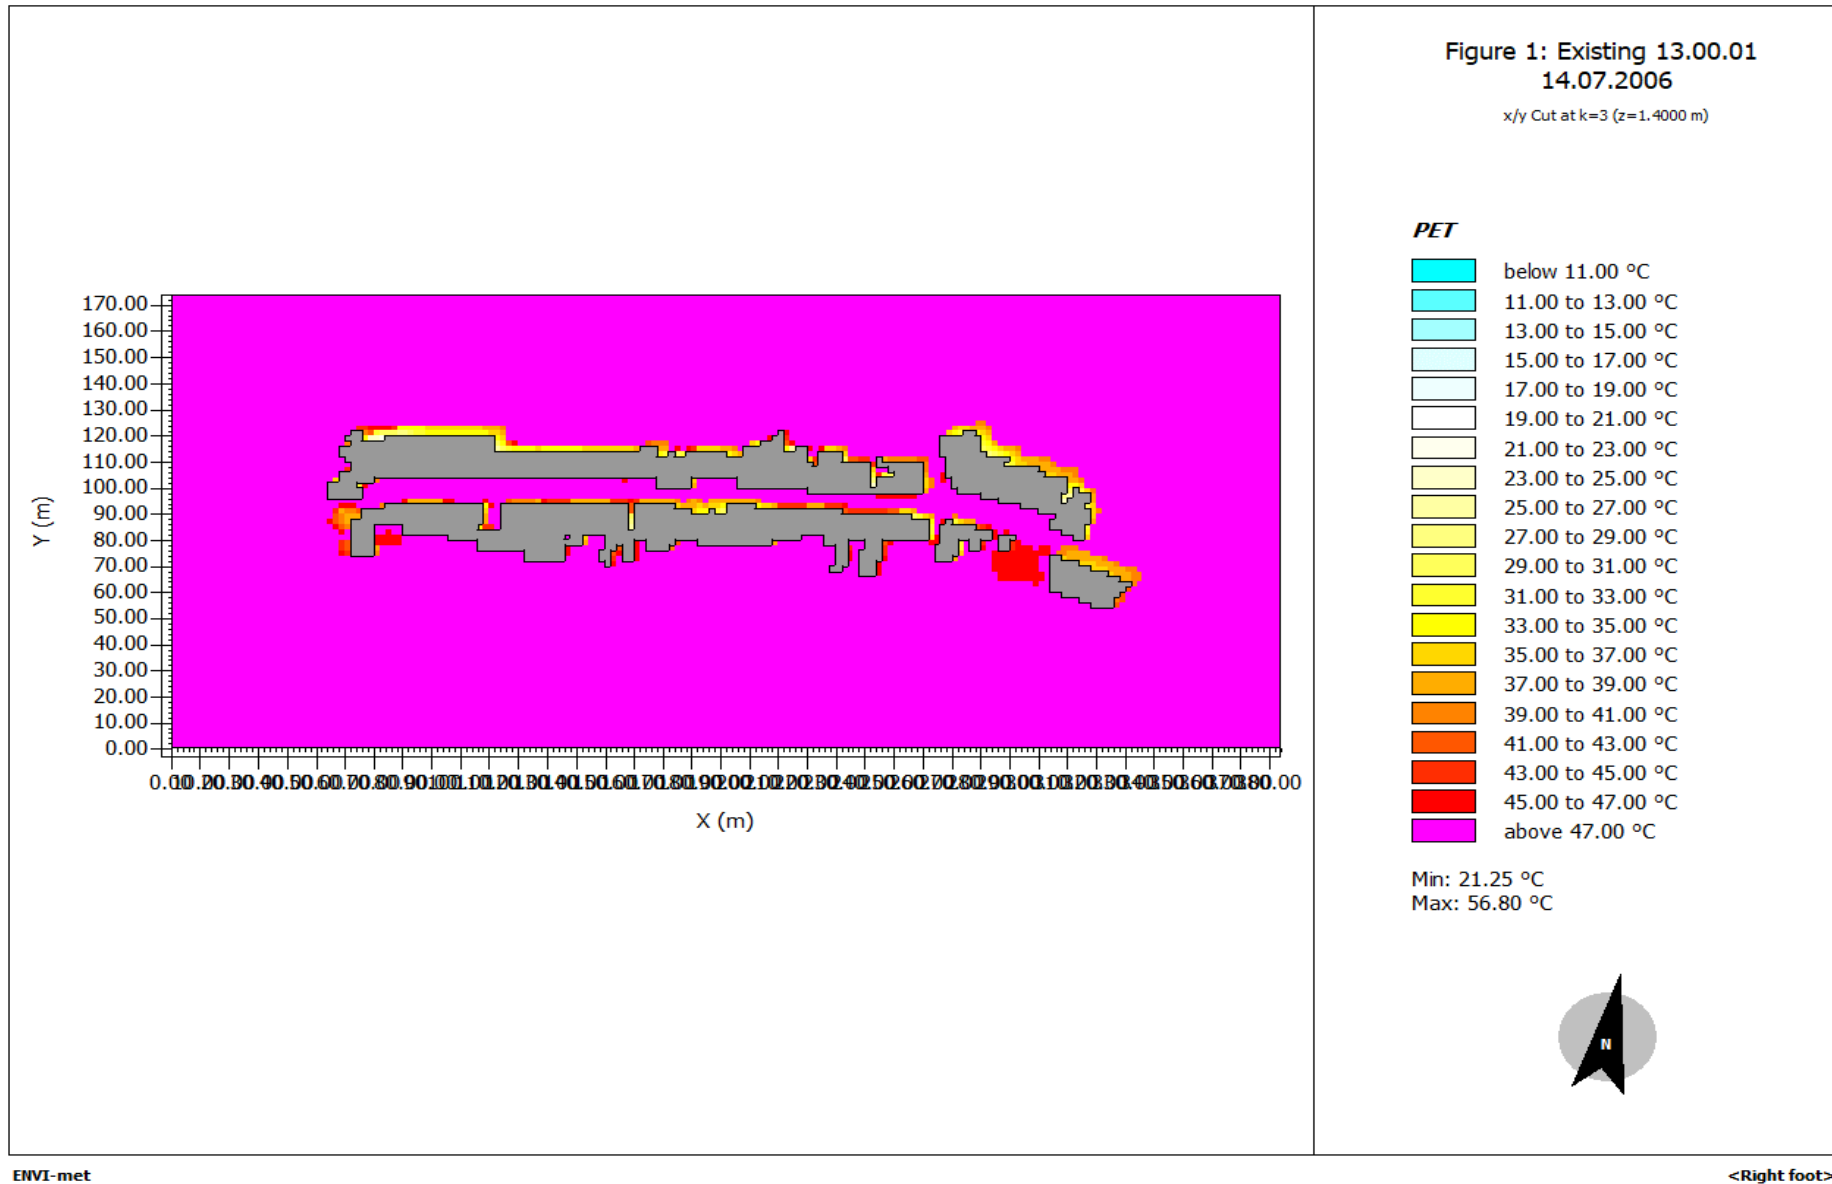 Figure 1: Existing 13.00.01
14.07.2006
x/y Cut at k=3 (z=1.4000 m)
PET
below 11.00 °C
11.00 to 13.00 °C
13.00 to 15.00 °C
15.00 to 17.00 °C
17.00 to 19.00 °C
19.00 to 21.00 °C
21.00 to 23.00 °C
23.00 to 25.00 °C
25.00 to 27.00 °C
27.00 to 29.00 °C
29.00 to 31.00 °C
31.00 to 33.00 °C
33.00 to 35.00 °C
35.00 to 37.00 °C
37.00 to 39.00 °C
39.00 to 41.00 °C
41.00 to 43.00 °C
43.00 to 45.00 °C
45.00 to 47.00 °C
above 47.00 °C
Min: 21.25 °C
Max: 56.80 °C
N
170.00
160.00
150.00
140.00
130.00
120.00
110.00
100.00
90.00
80.00
70.00
60.00
50.00
40.00
30.00
20.00
10.00
0.00
Y (m)
X (m)
ENVI-met
<Right foot>